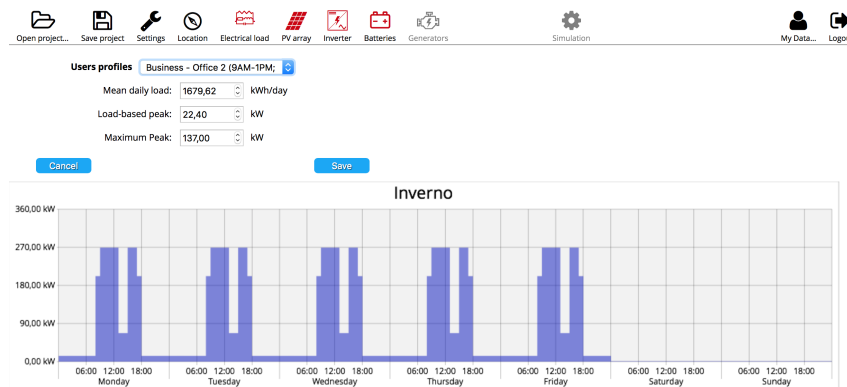 Open project... Save project Settings Location Electrical load PV array Inverter Batteries Generators Simulation My Data... Logou
Users profiles Business - Office 2 (9AM-1PM;
Mean daily load: 1679,62 kWh/day
Load-based peak: 22,40 kW
Maximum Peak: 137,00 kW
Cancel Save
Inverno
360,00 kW
270,00 kW
180,00 kW
90,00 kW
0,00 kW
06:00 12:00 18:00 06:00 12:00 18:00 06:00 12:00 18:00 06:00 12:00 18:00 06:00 12:00 18:00 06:00 12:00 18:00 06:00 12:00 18:00
Monday Tuesday Wednesday Thursday Friday Saturday Sunday